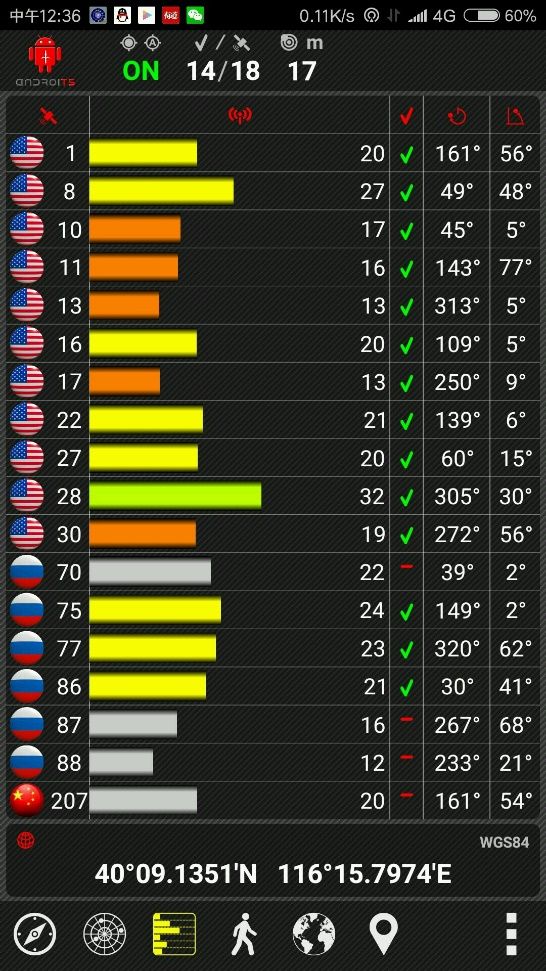 中午12:36 0.11K/s 4G 60%
ANDROITS ON 14/18 17 m
1 20 161° 56°
8 27 49° 48°
10 17 45° 5°
11 16 143° 77°
13 13 313° 5°
16 20 109° 5°
17 13 250° 9°
22 21 139° 6°
27 20 60° 15°
28 32 305° 30°
30 19 272° 56°
70 22 39° 2°
75 24 149° 2°
77 23 320° 62°
86 21 30° 41°
87 16 267° 68°
88 12 233° 21°
207 20 161° 54°
WGS84
40°09.1351'N 116°15.7974'E